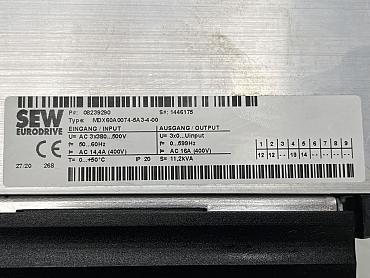 SEW
EURODRIVE
P#: 08239290 S#: 1446175
Type: MDX60A0074-5A3-4-00
EINGANG / INPUT AUSGANG / OUTPUT
U= AC 3x380...500V U= 3x0...Uinput
f= 50...60Hz f= 0...599Hz
I= AC 14,4A (400V) I= AC 16A (400V)
T= 0...+50°C IP 20 S= 11,2kVA
CE
27/20 268
1 2 3 4 5 6 7 8 9
12 12 -- 13 14 -- -- -- --